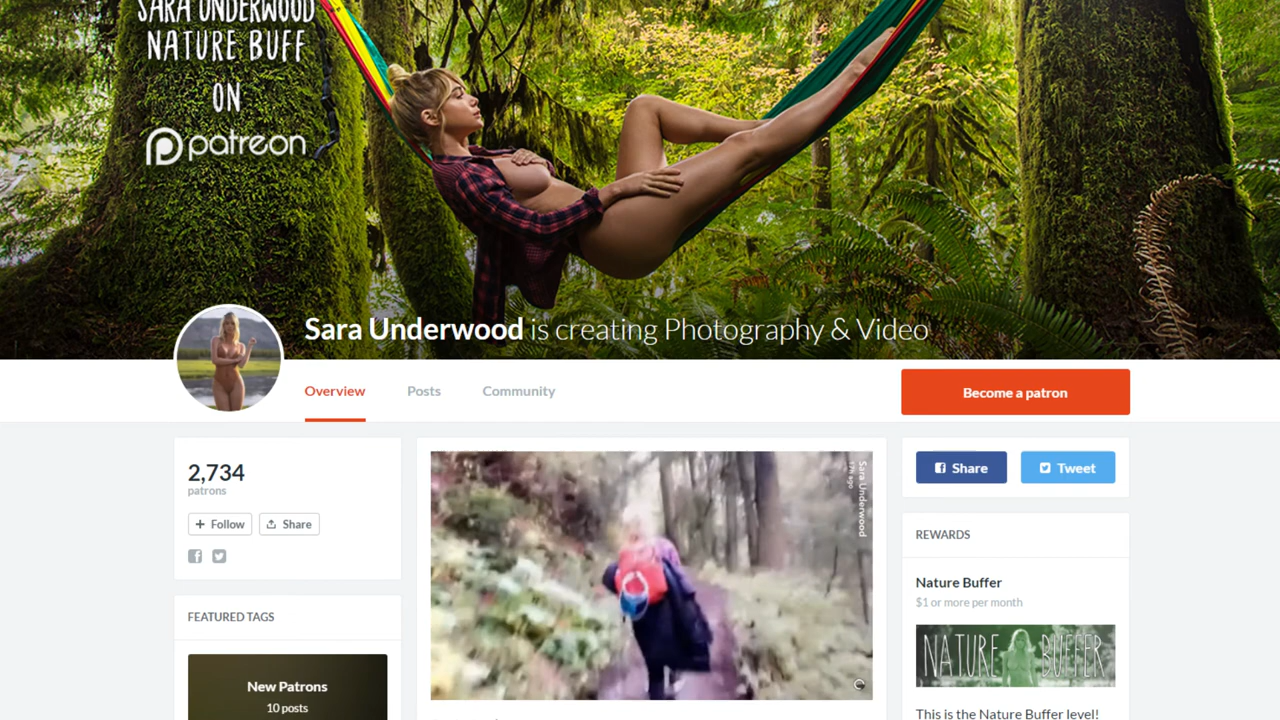 SARA UNDERWOOD
NATURE BUFF
ON
patreon
Sara Underwood is creating Photography & Video
Overview
Posts
Community
Become a patron
2,734
patrons
Follow
Share
FEATURED TAGS
New Patrons
10 posts
Sara Underwood
17h ago
Share
Tweet
REWARDS
Nature Buffer
$1 or more per month
NATURE BUFFER
This is the Nature Buffer level!